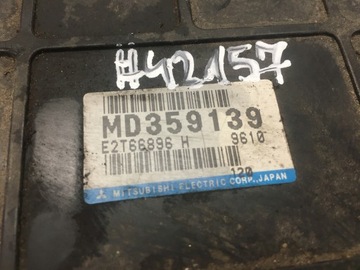 #42157
MD359139
E2T66896 H 9610
120
MITSUBISHI ELECTRIC CORP., JAPAN